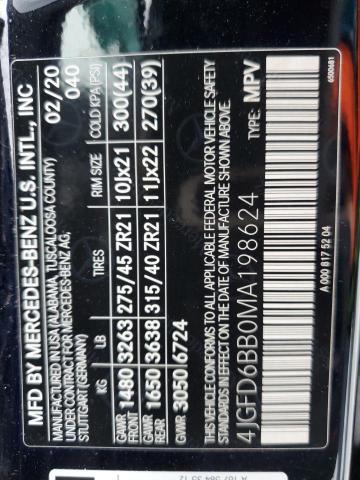 MFD BY MERCEDES-BENZ U.S. INTL., INC
MANUFACTURED IN USA (ALABAMA, TUSCALOOSA COUNTY) 02/20
UNDER CONTRACT FOR MERCEDES-BENZ AG, 040
STUTTGART (GERMANY)
KG LB TIRES RIM SIZE COLD KPA (PSI)
GAWR FRONT 1480 3263 275/45 ZR21 10Jx21 300(44)
GAWR REAR 1650 3638 315/40 ZR21 11Jx22 270(39)
GVWR 3050 6724
THIS VEHICLE CONFORMS TO ALL APPLICABLE FEDERAL MOTOR VEHICLE SAFETY
STANDARDS IN EFFECT ON THE DATE OF MANUFACTURE SHOWN ABOVE.
4JGFD6BB0MA198624 TYPE: MPV
A 000 817 52 04 6500681